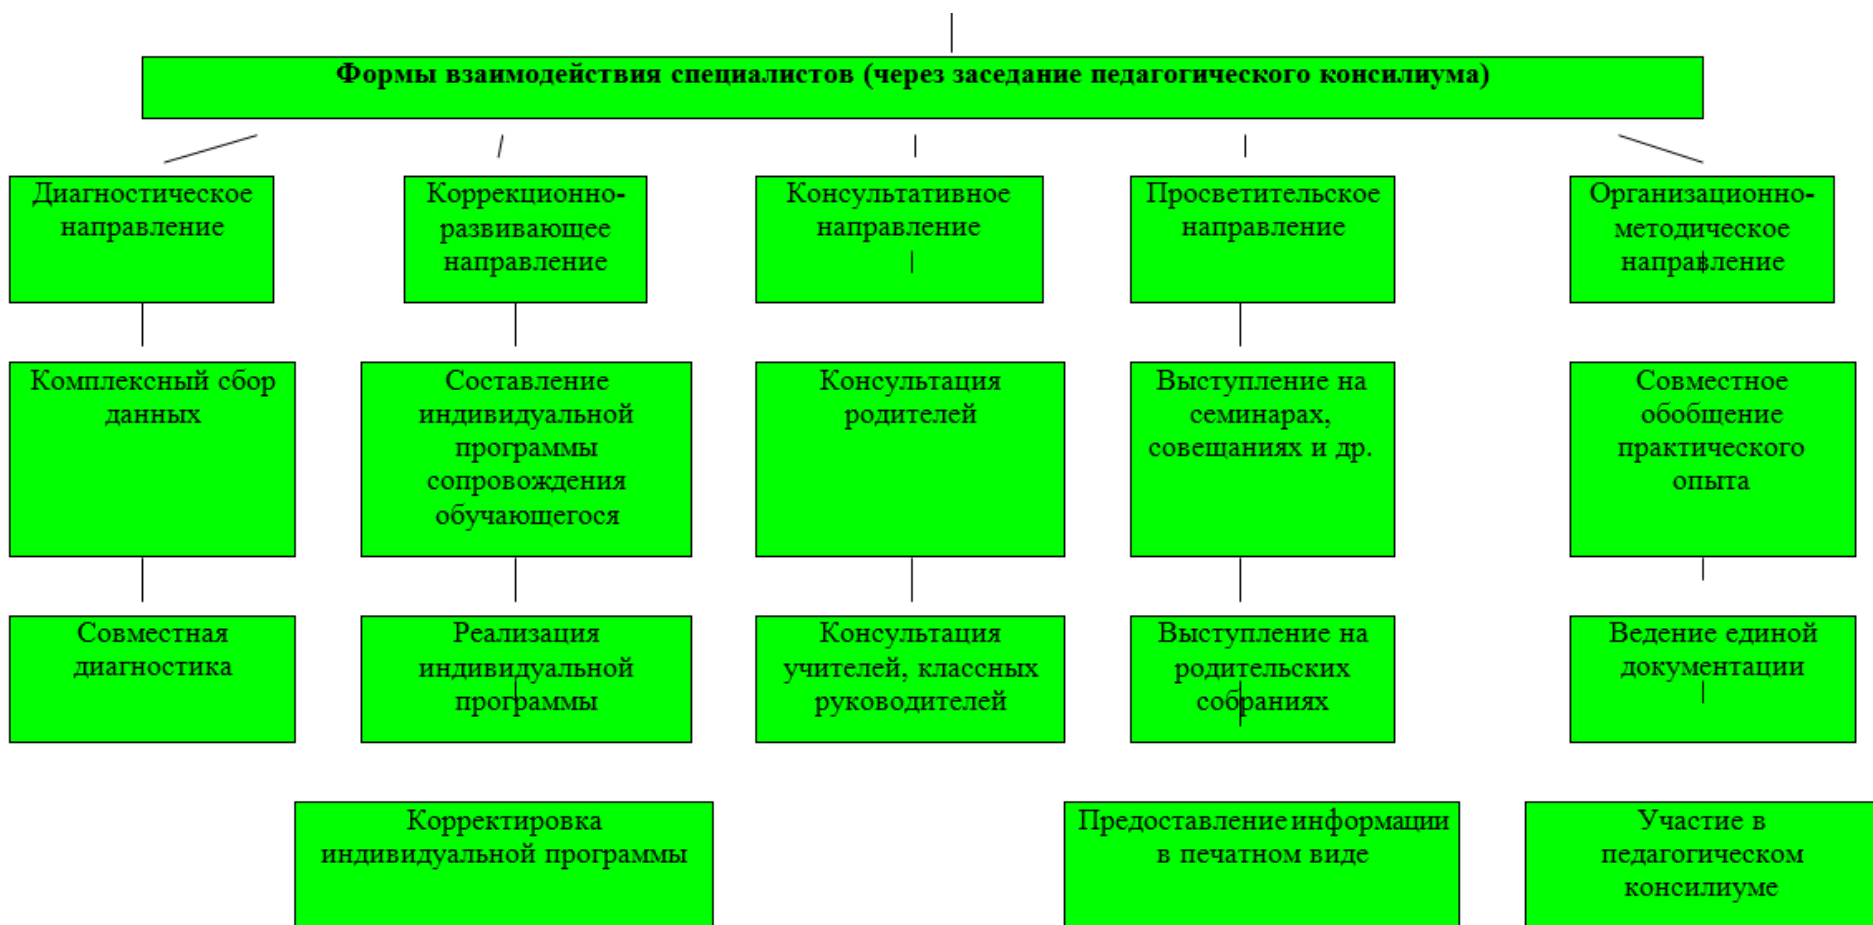 Формы взаимодействия специалистов (через заседание педагогического консилиума)
Диагностическое
направление
Коррекционно-
развивающее
направление
Консультативное
направление
Просветительское
направление
Организационно-
методическое
направление
Комплексный сбор
данных
Составление
индивидуальной
программы
сопровождения
обучающегося
Консультация
родителей
Выступление на
семинарах,
совещаниях и др.
Совместное
обобщение
практического
опыта
Совместная
диагностика
Реализация
индивидуальной
программы
Консультация
учителей, классных
руководителей
Выступление на
родительских
собраниях
Ведение единой
документации
Корректировка
индивидуальной программы
Предоставление информации
в печатном виде
Участие в
педагогическом
консилиуме